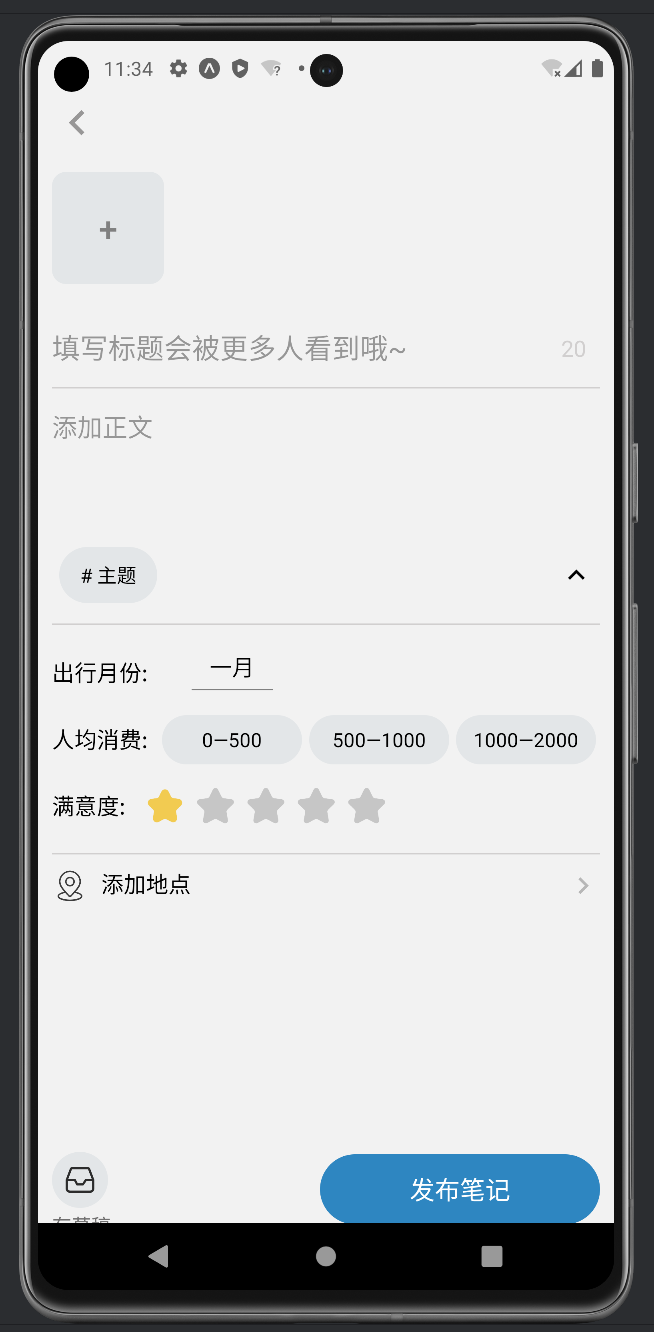 11:34
+
填写标题会被更多人看到哦~ 20
添加正文
# 主题
出行月份: 一月
人均消费: 0—500 500—1000 1000—2000
满意度:
添加地点
发布笔记